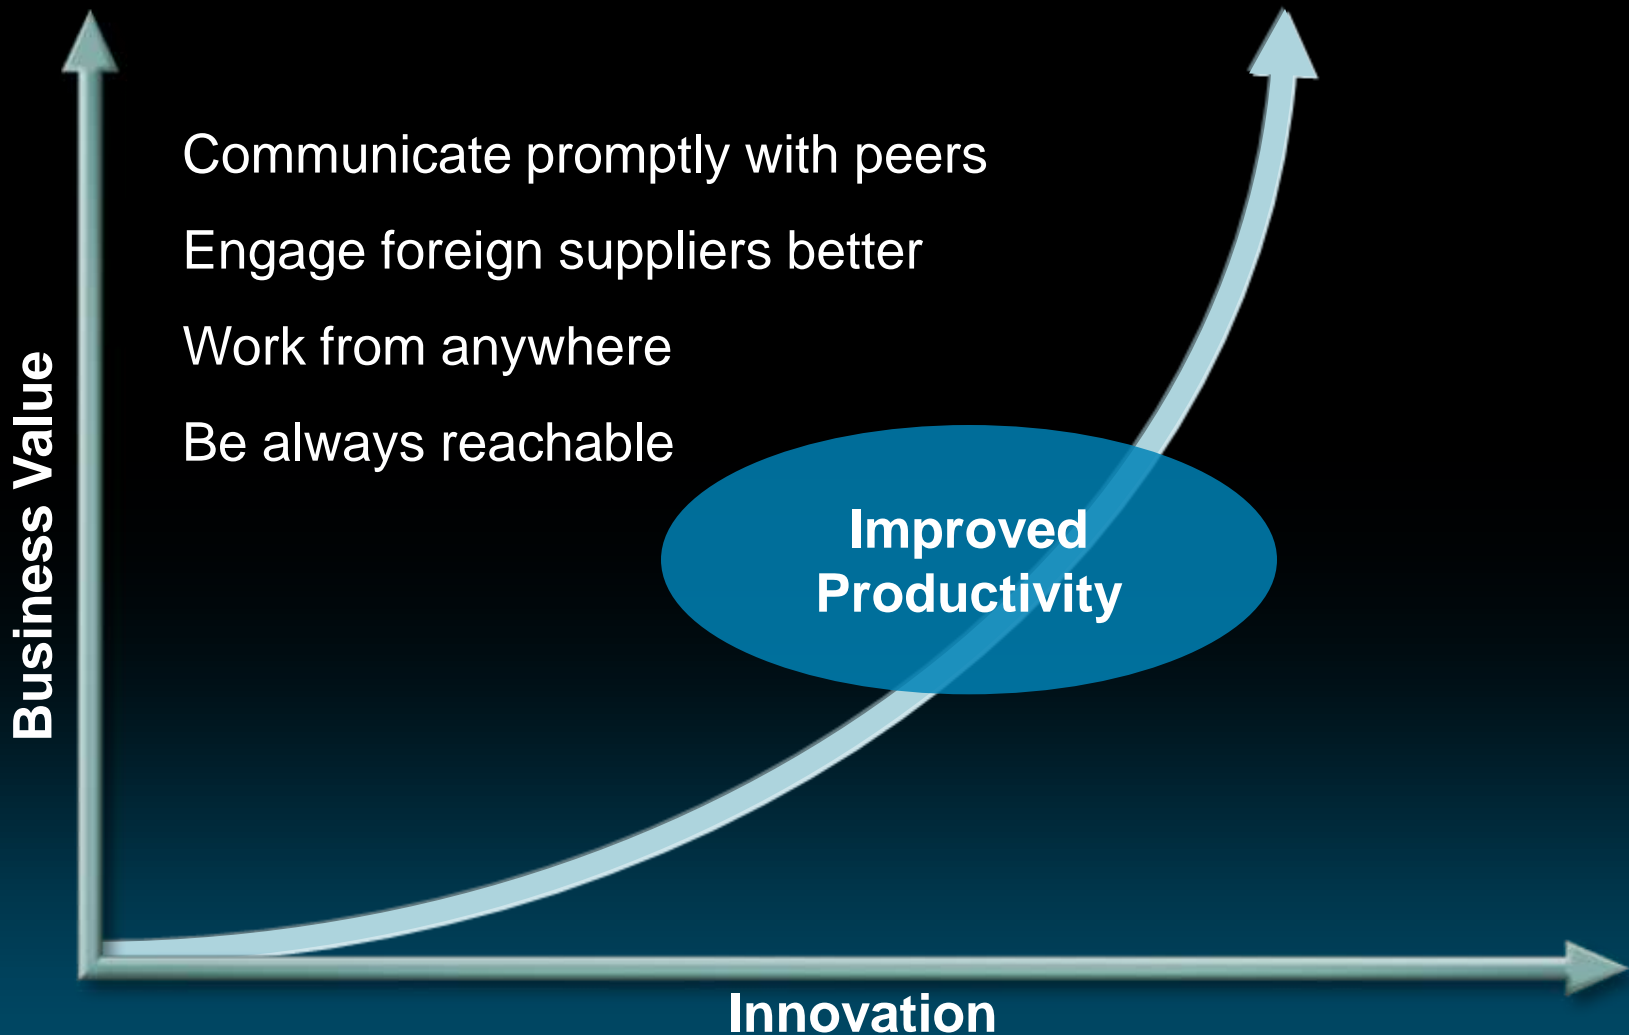 Communicate promptly with peers
Engage foreign suppliers better
Work from anywhere
Be always reachable
Business Value
Improved
Productivity
Innovation